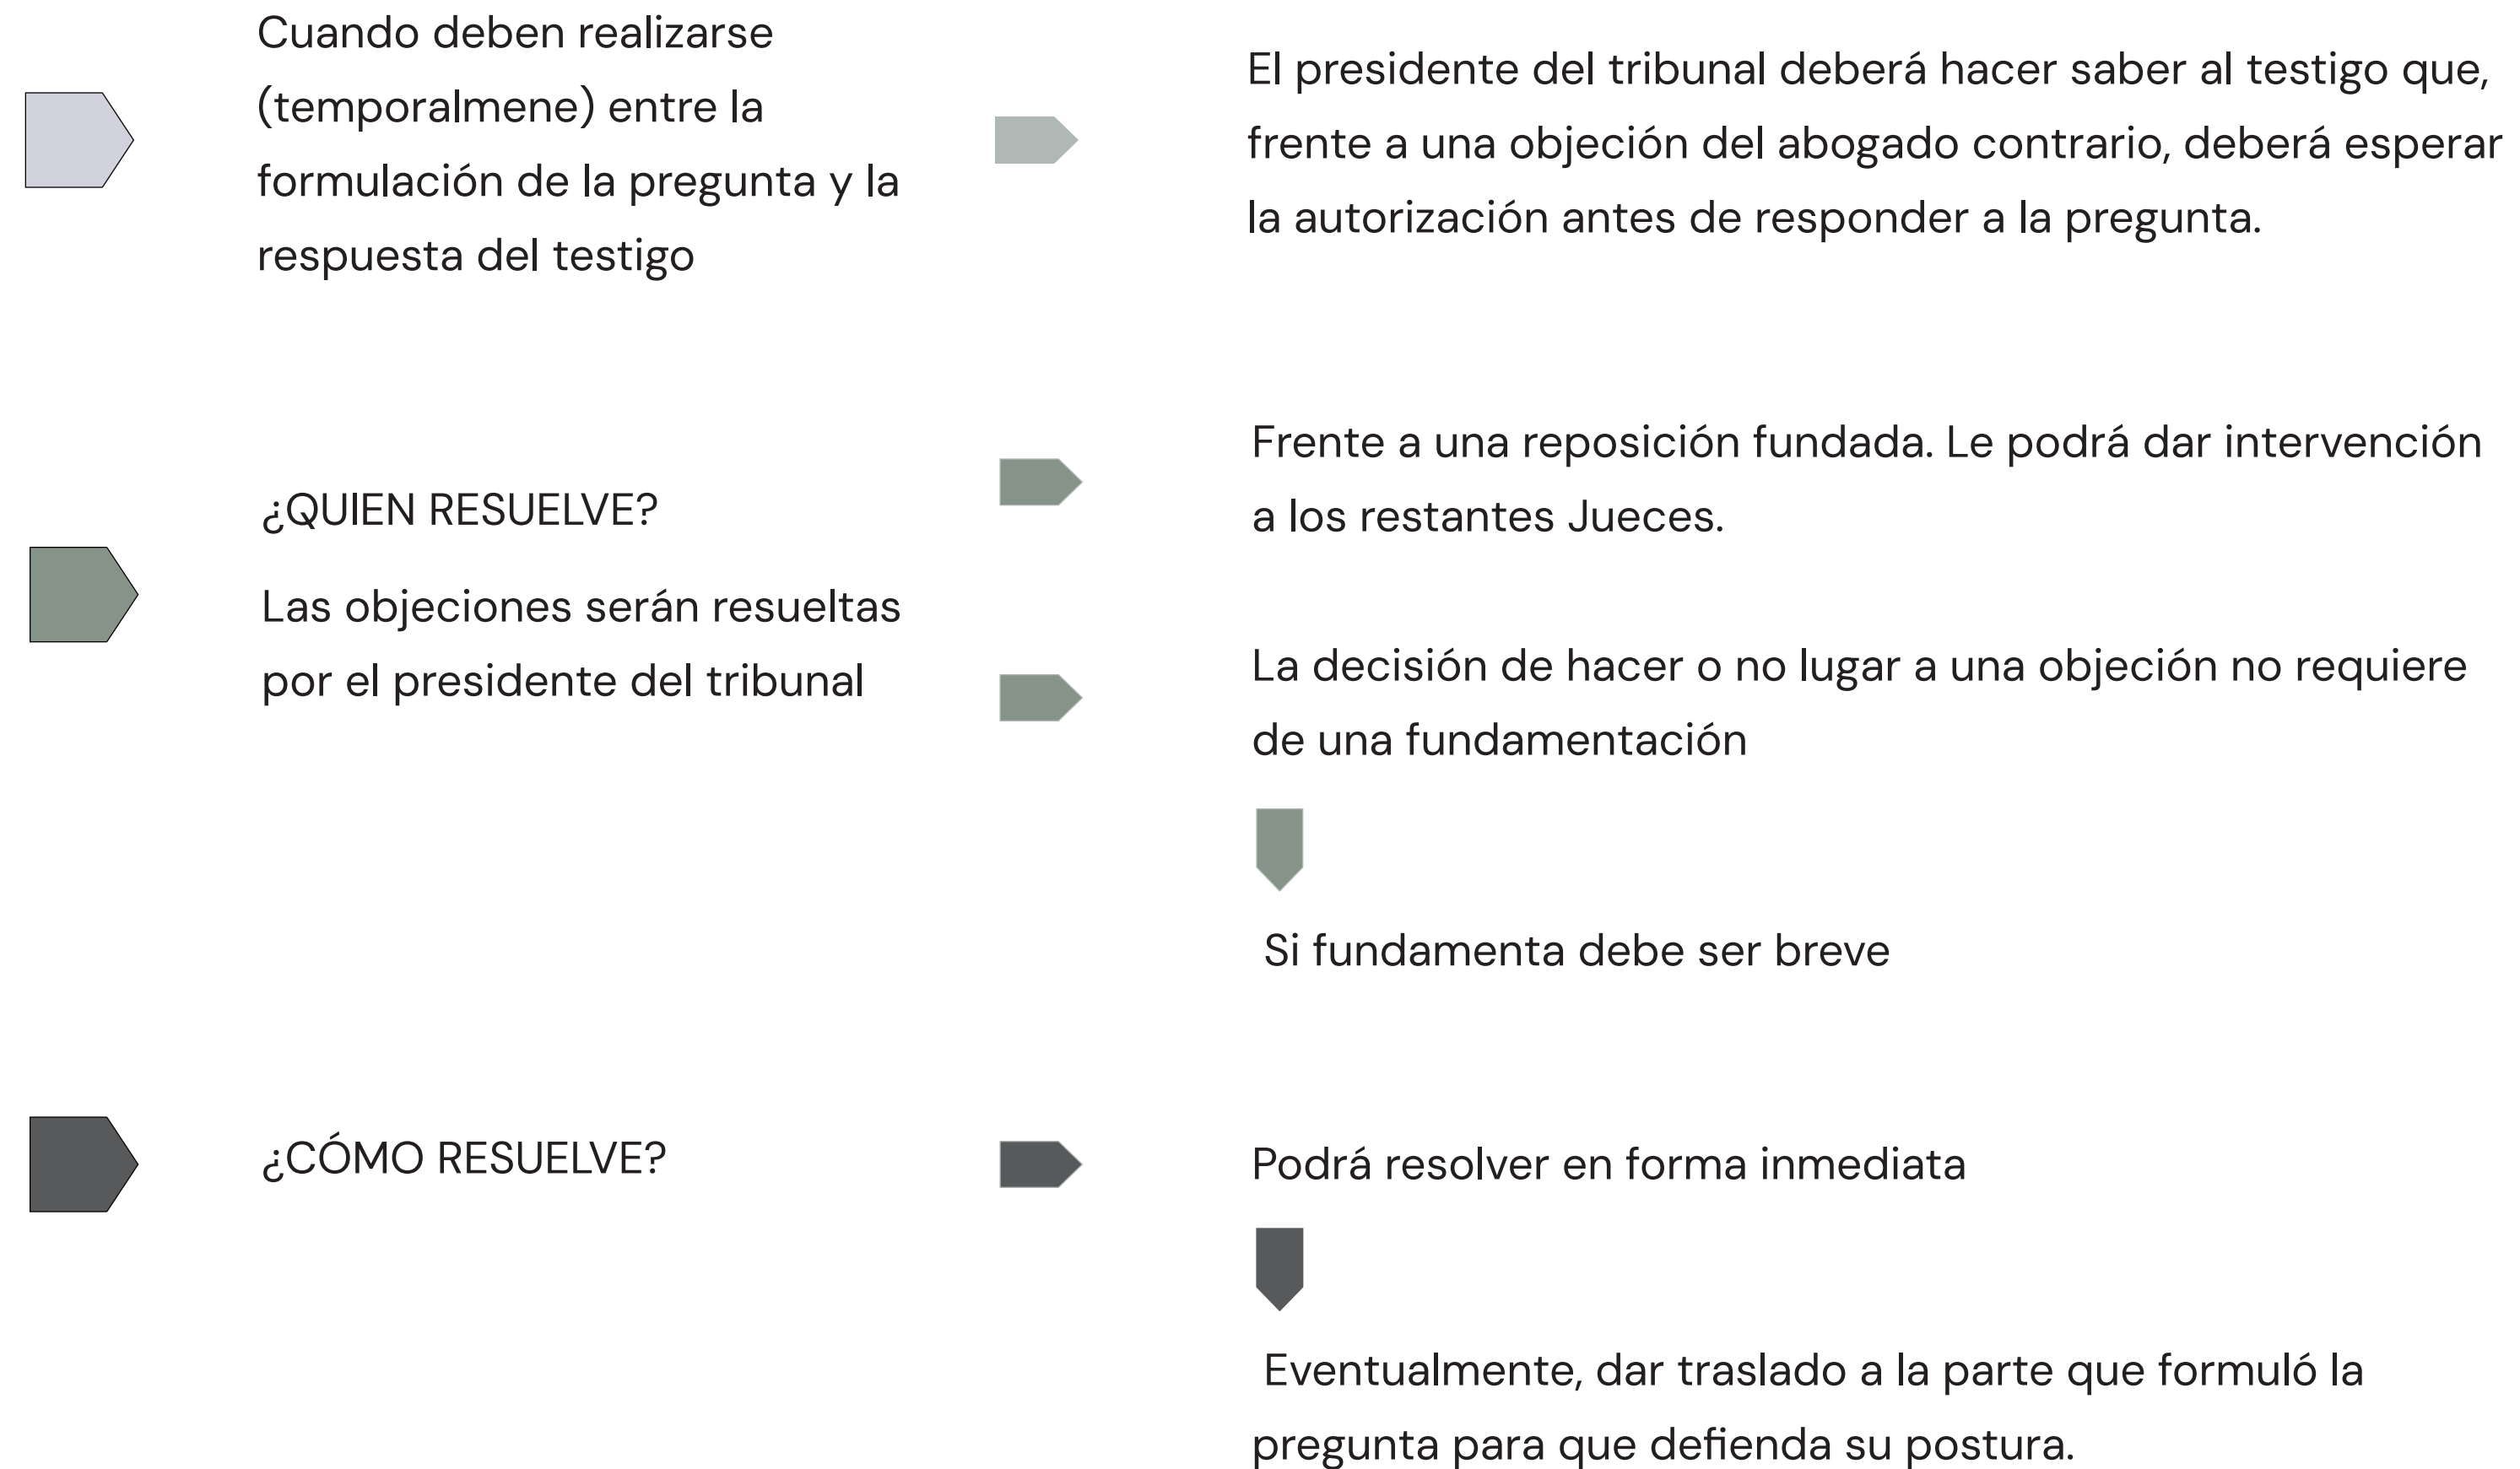 Cuando deben realizarse
(temporalmene) entre la
formulación de la pregunta y la
respuesta del testigo
El presidente del tribunal deberá hacer saber al testigo que,
frente a una objeción del abogado contrario, deberá esperar
la autorización antes de responder a la pregunta.
¿QUIEN RESUELVE?
Las objeciones serán resueltas
por el presidente del tribunal
Frente a una reposición fundada. Le podrá dar intervención
a los restantes Jueces.
La decisión de hacer o no lugar a una objeción no requiere
de una fundamentación
Si fundamenta debe ser breve
¿CÓMO RESUELVE?
Podrá resolver en forma inmediata
Eventualmente, dar traslado a la parte que formuló la
pregunta para que defienda su postura.